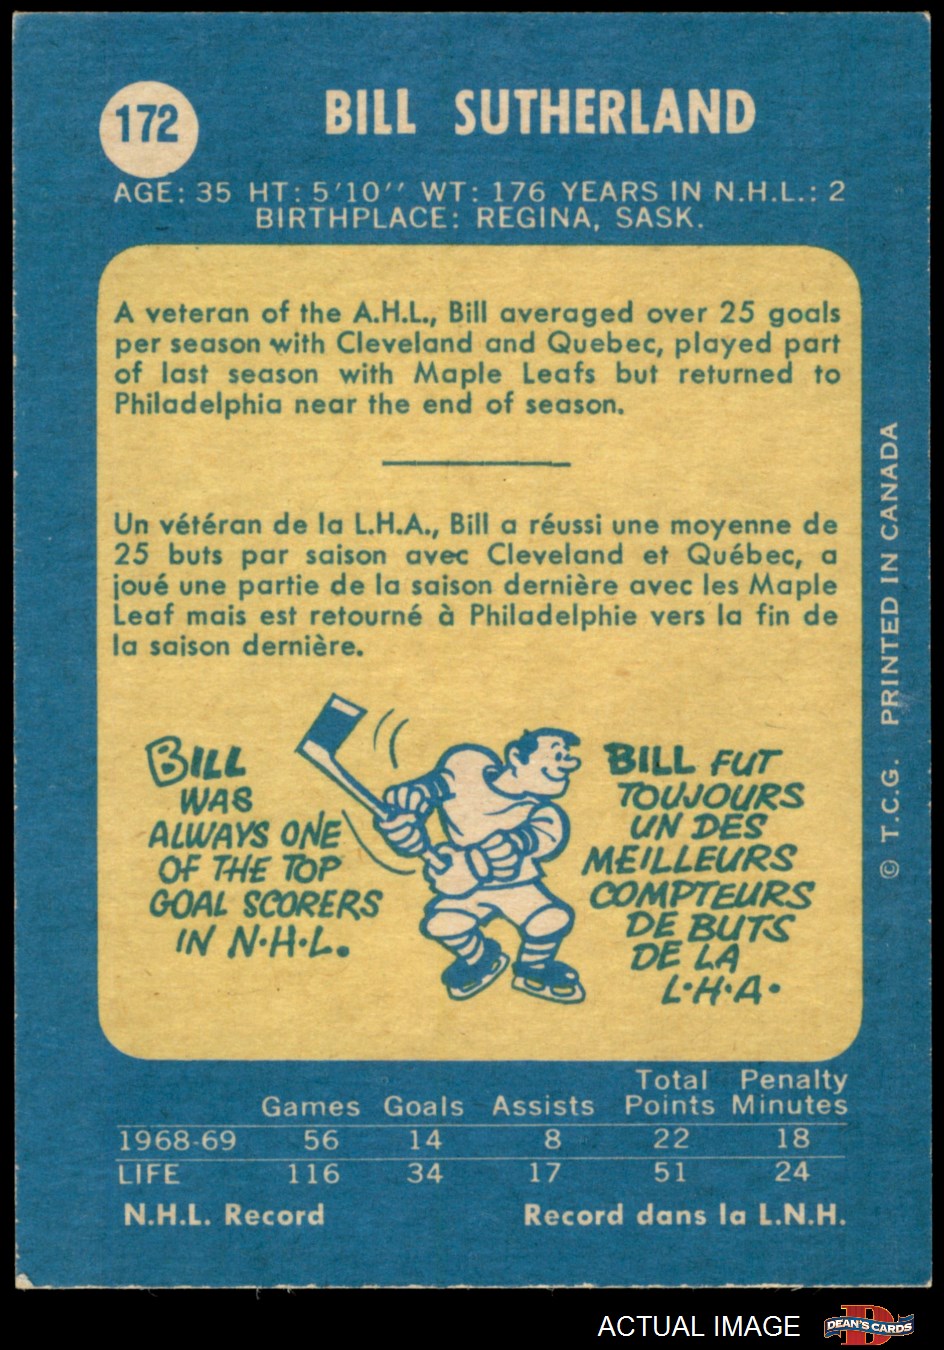 172
BILL SUTHERLAND
AGE: 35 HT: 5'10'' WT: 176 YEARS IN N.H.L.: 2
BIRTHPLACE: REGINA, SASK.
A veteran of the A.H.L., Bill averaged over 25 goals
per season with Cleveland and Quebec, played part
of last season with Maple Leafs but returned to
Philadelphia near the end of season.
Un vétéran de la L.H.A., Bill a réussi une moyenne de
25 buts par saison avec Cleveland et Québec, a
joué une partie de la saison dernière avec les Maple
Leaf mais est retourné à Philadelphie vers la fin de
la saison dernière.
BILL
WAS
ALWAYS ONE
OF THE TOP
GOAL SCORERS
IN N·H·L.
BILL FUT
TOUJOURS
UN DES
MEILLEURS
COMPTEURS
DE BUTS
DE LA
L·H·A·
© T.C.G. PRINTED IN CANADA
Total Penalty
Games Goals Assists Points Minutes
1968-69 56 14 8 22 18
LIFE 116 34 17 51 24
N.H.L. Record Record dans la L.N.H.
ACTUAL IMAGE DEAN'S CARDS